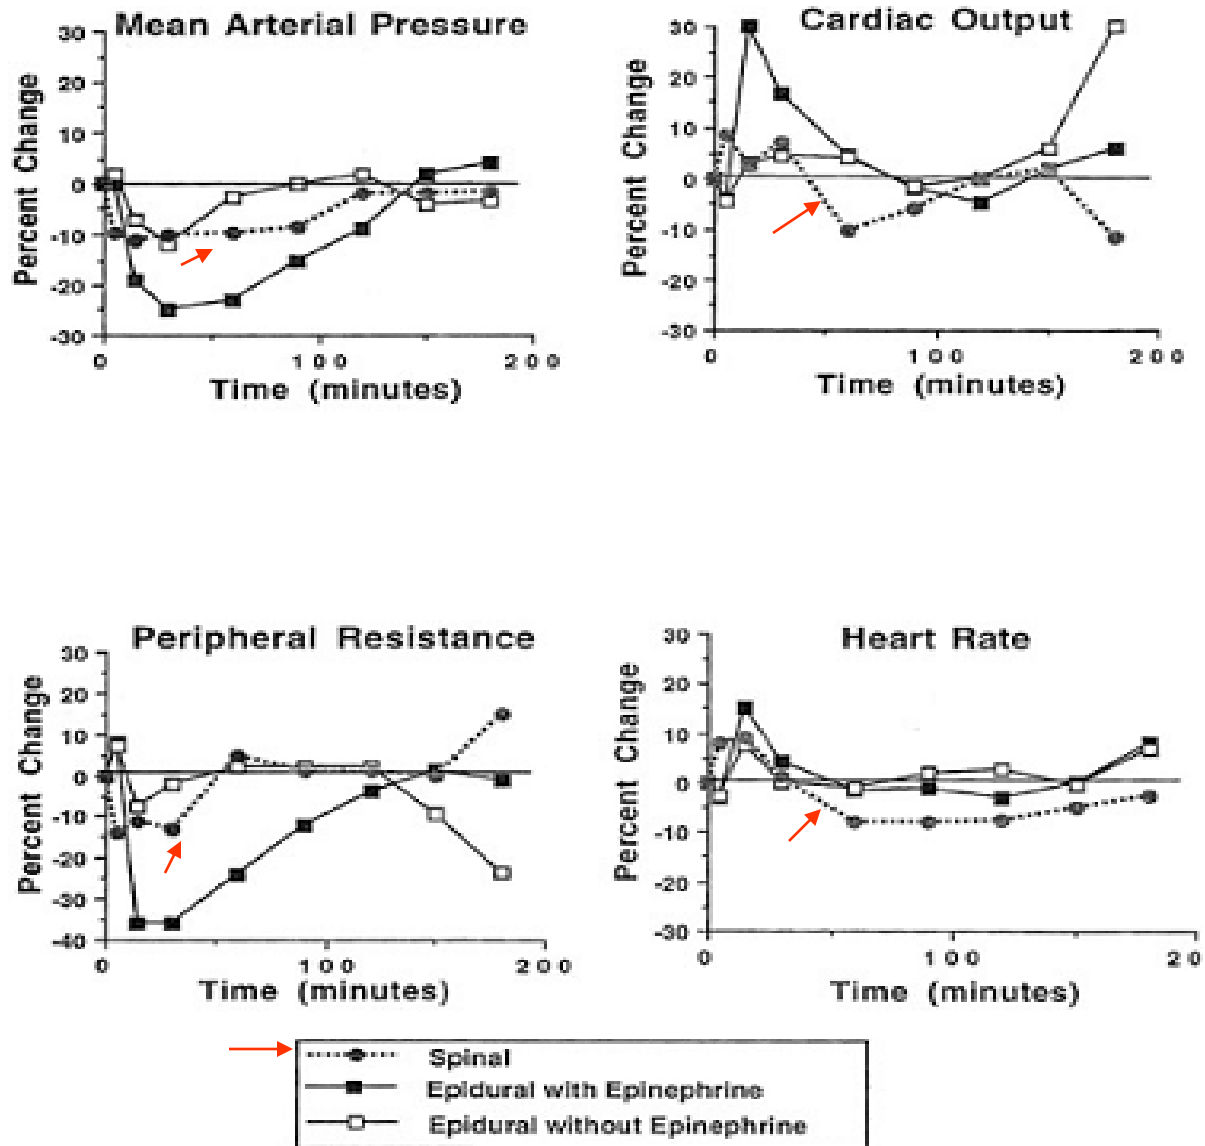 Mean Arterial Pressure
30
20
10
0
-10
-20
-30
Percent Change
0 100 200
Time (minutes)
Cardiac Output
30
20
10
0
-10
-20
-30
Percent Change
0 100 200
Time (minutes)
Peripheral Resistance
30
20
10
0
-10
-20
-30
-40
Percent Change
0 100 200
Time (minutes)
Heart Rate
30
20
10
0
-10
-20
-30
Percent Change
0 100 20
Time (minutes)
Spinal
Epidural with Epinephrine
Epidural without Epinephrine